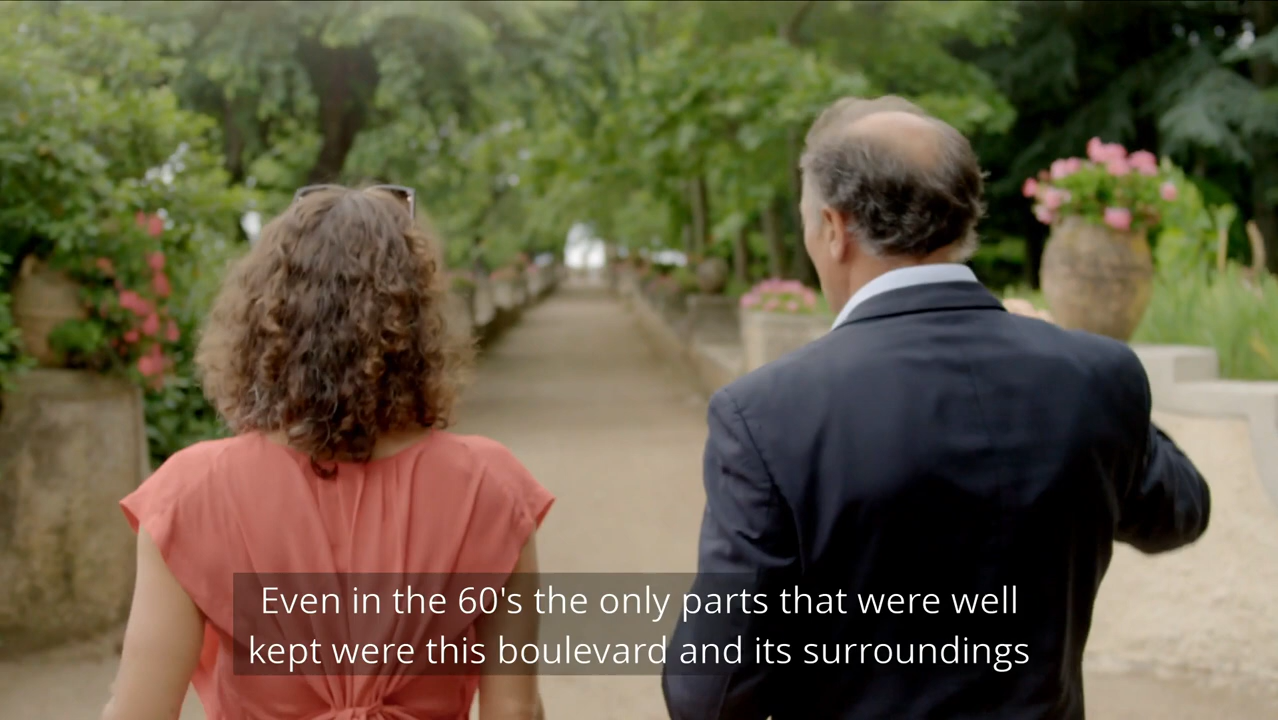 Even in the 60's the only parts that were well
kept were this boulevard and its surroundings